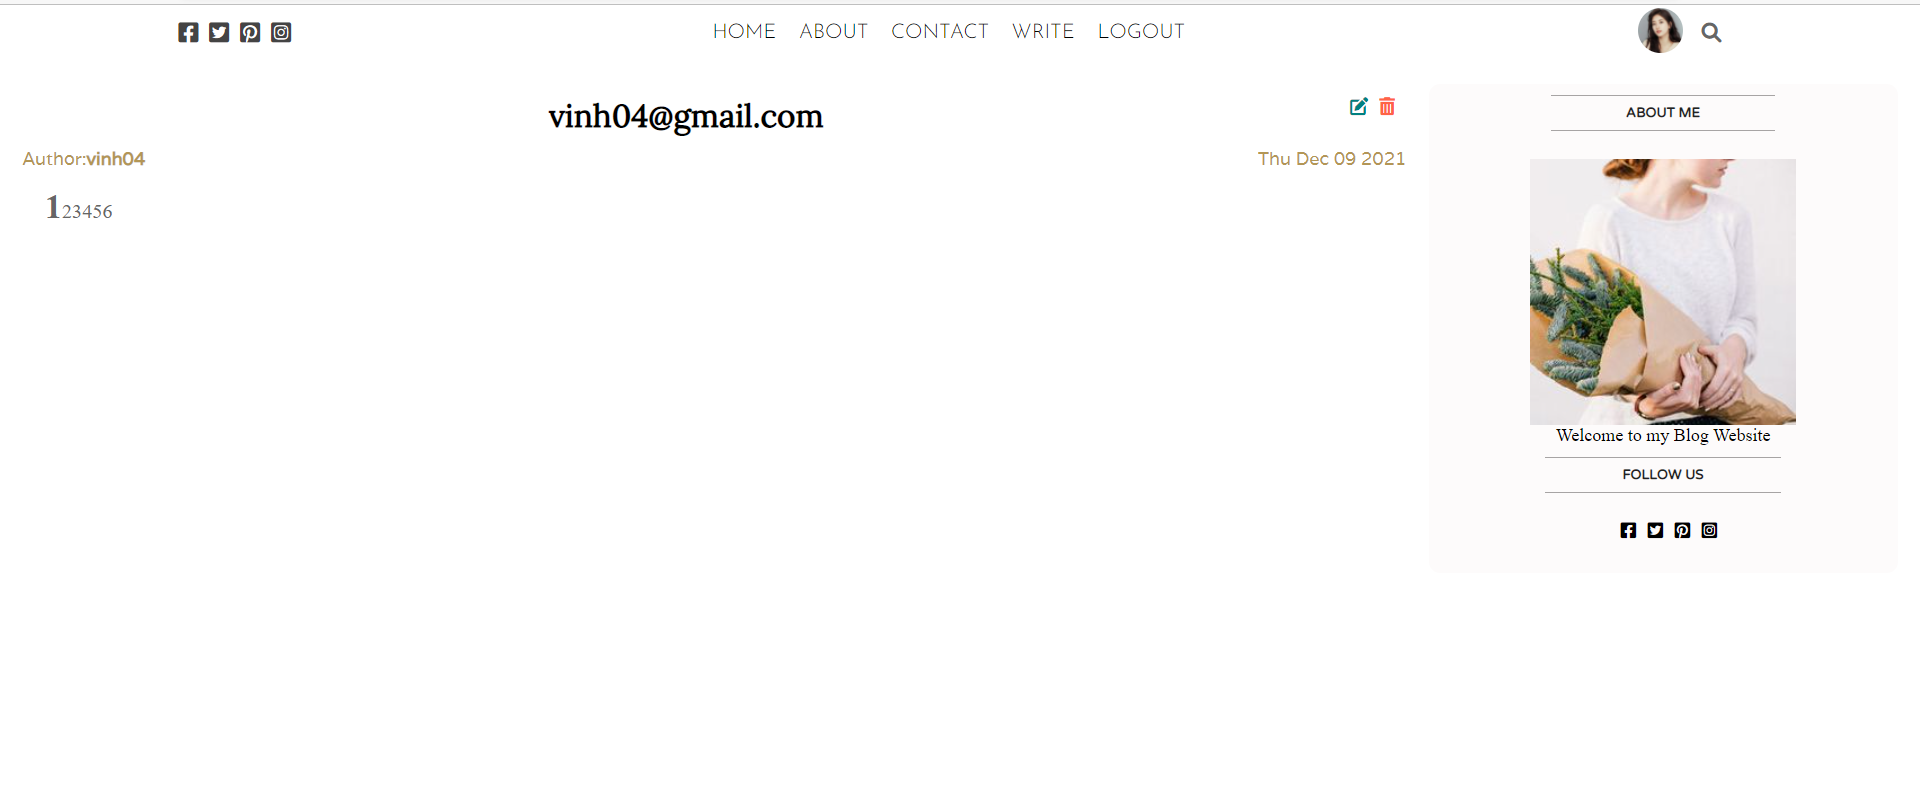 HOME ABOUT CONTACT WRITE LOGOUT
vinh04@gmail.com
Author:vinh04 Thu Dec 09 2021
123456
ABOUT ME
Welcome to my Blog Website
FOLLOW US